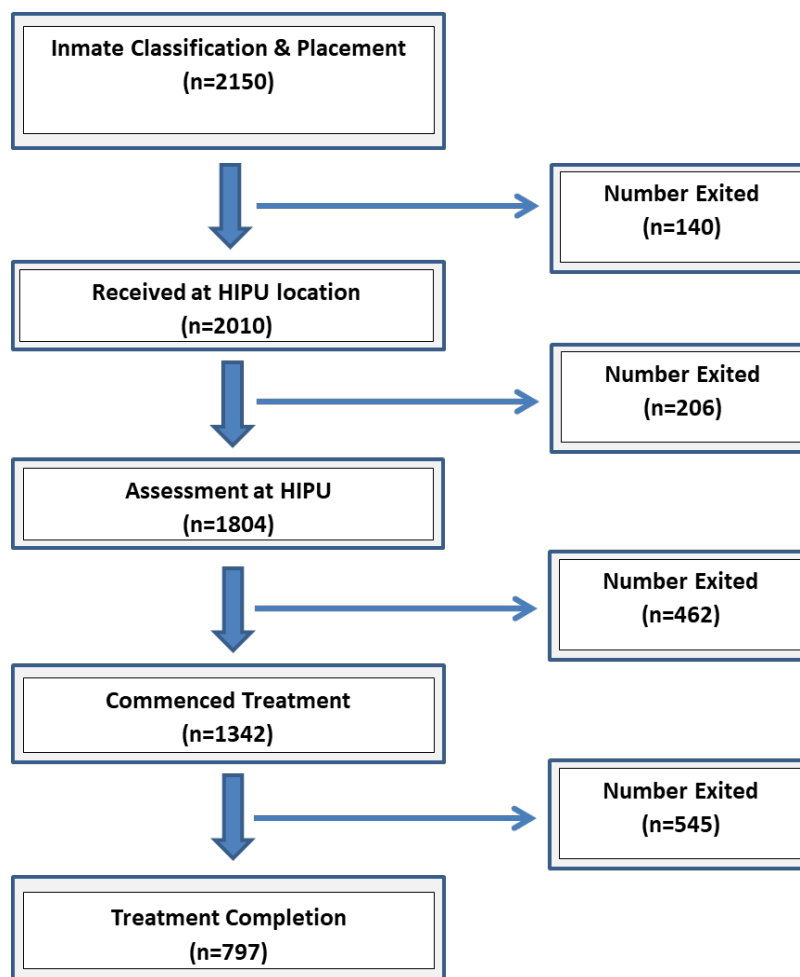 Inmate Classification & Placement
(n=2150)
Number Exited
(n=140)
Received at HIPU location
(n=2010)
Number Exited
(n=206)
Assessment at HIPU
(n=1804)
Number Exited
(n=462)
Commenced Treatment
(n=1342)
Number Exited
(n=545)
Treatment Completion
(n=797)